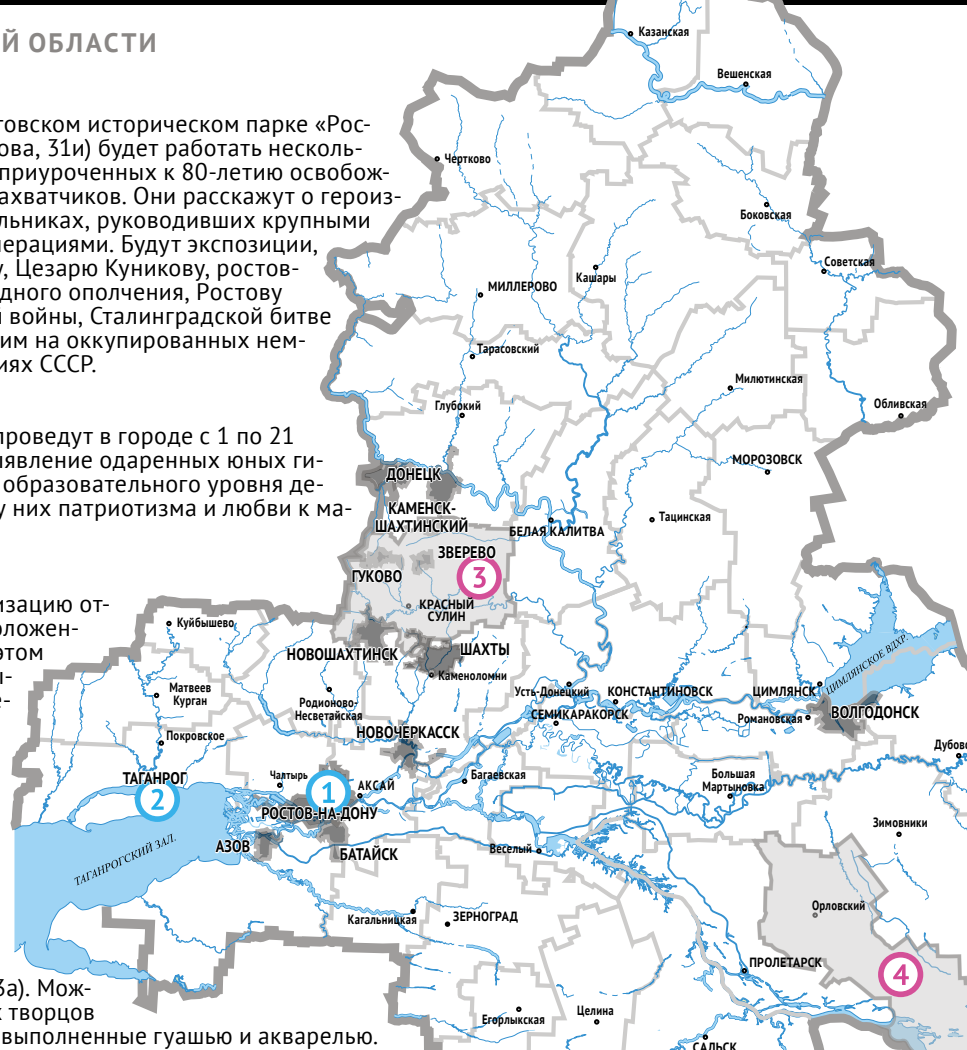 Й ОБЛАСТИ
товском историческом парке «Рос-
ова, 31и) будет работать несколь-
приуроченных к 80-летию освобож-
ахватчиков. Они расскажут о героиз-
льниках, руководивших крупными
ерациями. Будут экспозиции,
у, Цезарю Куникову, ростов-
дного ополчения, Ростову
й войны, Сталинградской битве
им на оккупированных нем-
иях СССР.
проведут в городе с 1 по 21
ыявление одаренных юных ги-
образовательного уровня де-
у них патриотизма и любви к ма-
изацию от-
оложен-
этом
ы-
е-
3а). Мож-
х творцов
выполненные гуашью и акварелью.
Казанская
Вешенская
Чертково
Боковская
Советская
Кашары
МИЛЛЕРОВО
Тарасовский
Милютинская
Глубокий
Обливская
МОРОЗОВСК
ДОНЕЦК
КАМЕНСК-
ШАХТИНСКИЙ
Тацинская
БЕЛАЯ КАЛИТВА
ЗВЕРЕВО
3
ГУКОВО
КРАСНЫЙ
СУЛИН
Куйбышево
НОВОШАХТИНСК
ШАХТЫ
Каменоломни
ЦИМЛЯНСКОЕ ВДХР.
Матвеев
Курган
Родионово-
Несветайская
Усть-Донецкий
КОНСТАНТИНОВСК
ЦИМЛЯНСК
СЕМИКАРАКОРСК
Романовская
ВОЛГОДОНСК
Покровское
НОВОЧЕРКАССК
Дубово
ТАГАНРОГ
2
Чалтырь
1
АКСАЙ
Багаевская
Большая
Мартыновка
РОСТОВ-НА-ДОНУ
Зимовники
АЗОВ
БАТАЙСК
Веселый
ТАГАНРОГСКИЙ ЗАЛ.
Орловский
Кагальницкая
ЗЕРНОГРАД
ПРОЛЕТАРСК
4
Егорлыкская
Целина
САЛЬСК